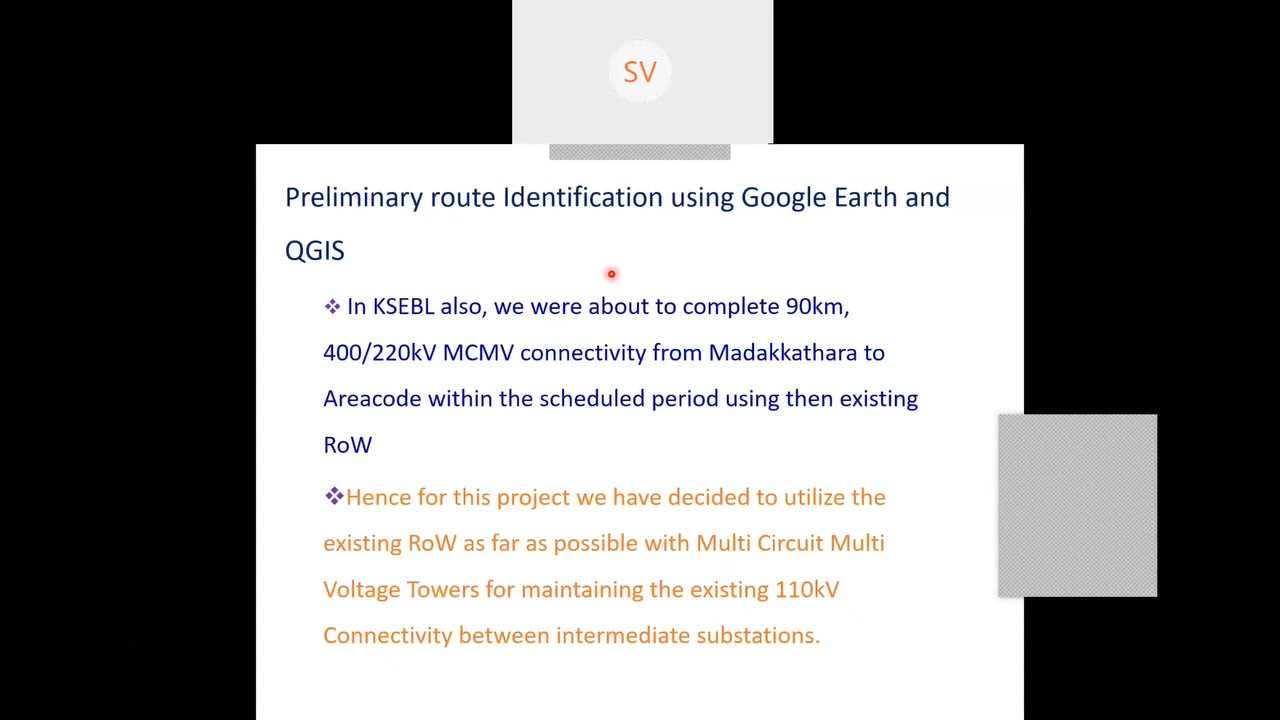 SV
Preliminary route Identification using Google Earth and
QGIS
❖ In KSEBL also, we were about to complete 90km,
400/220kV MCMV connectivity from Madakkathara to
Areacode within the scheduled period using then existing
RoW
❖Hence for this project we have decided to utilize the
existing RoW as far as possible with Multi Circuit Multi
Voltage Towers for maintaining the existing 110kV
Connectivity between intermediate substations.